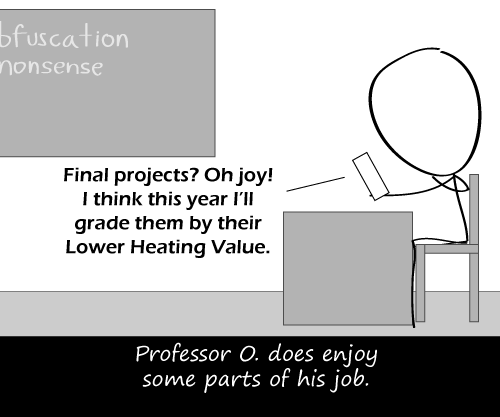 bfuscation
nonsense
Final projects? Oh joy!
I think this year I'll
grade them by their
Lower Heating Value.
Professor O. does enjoy
some parts of his job.